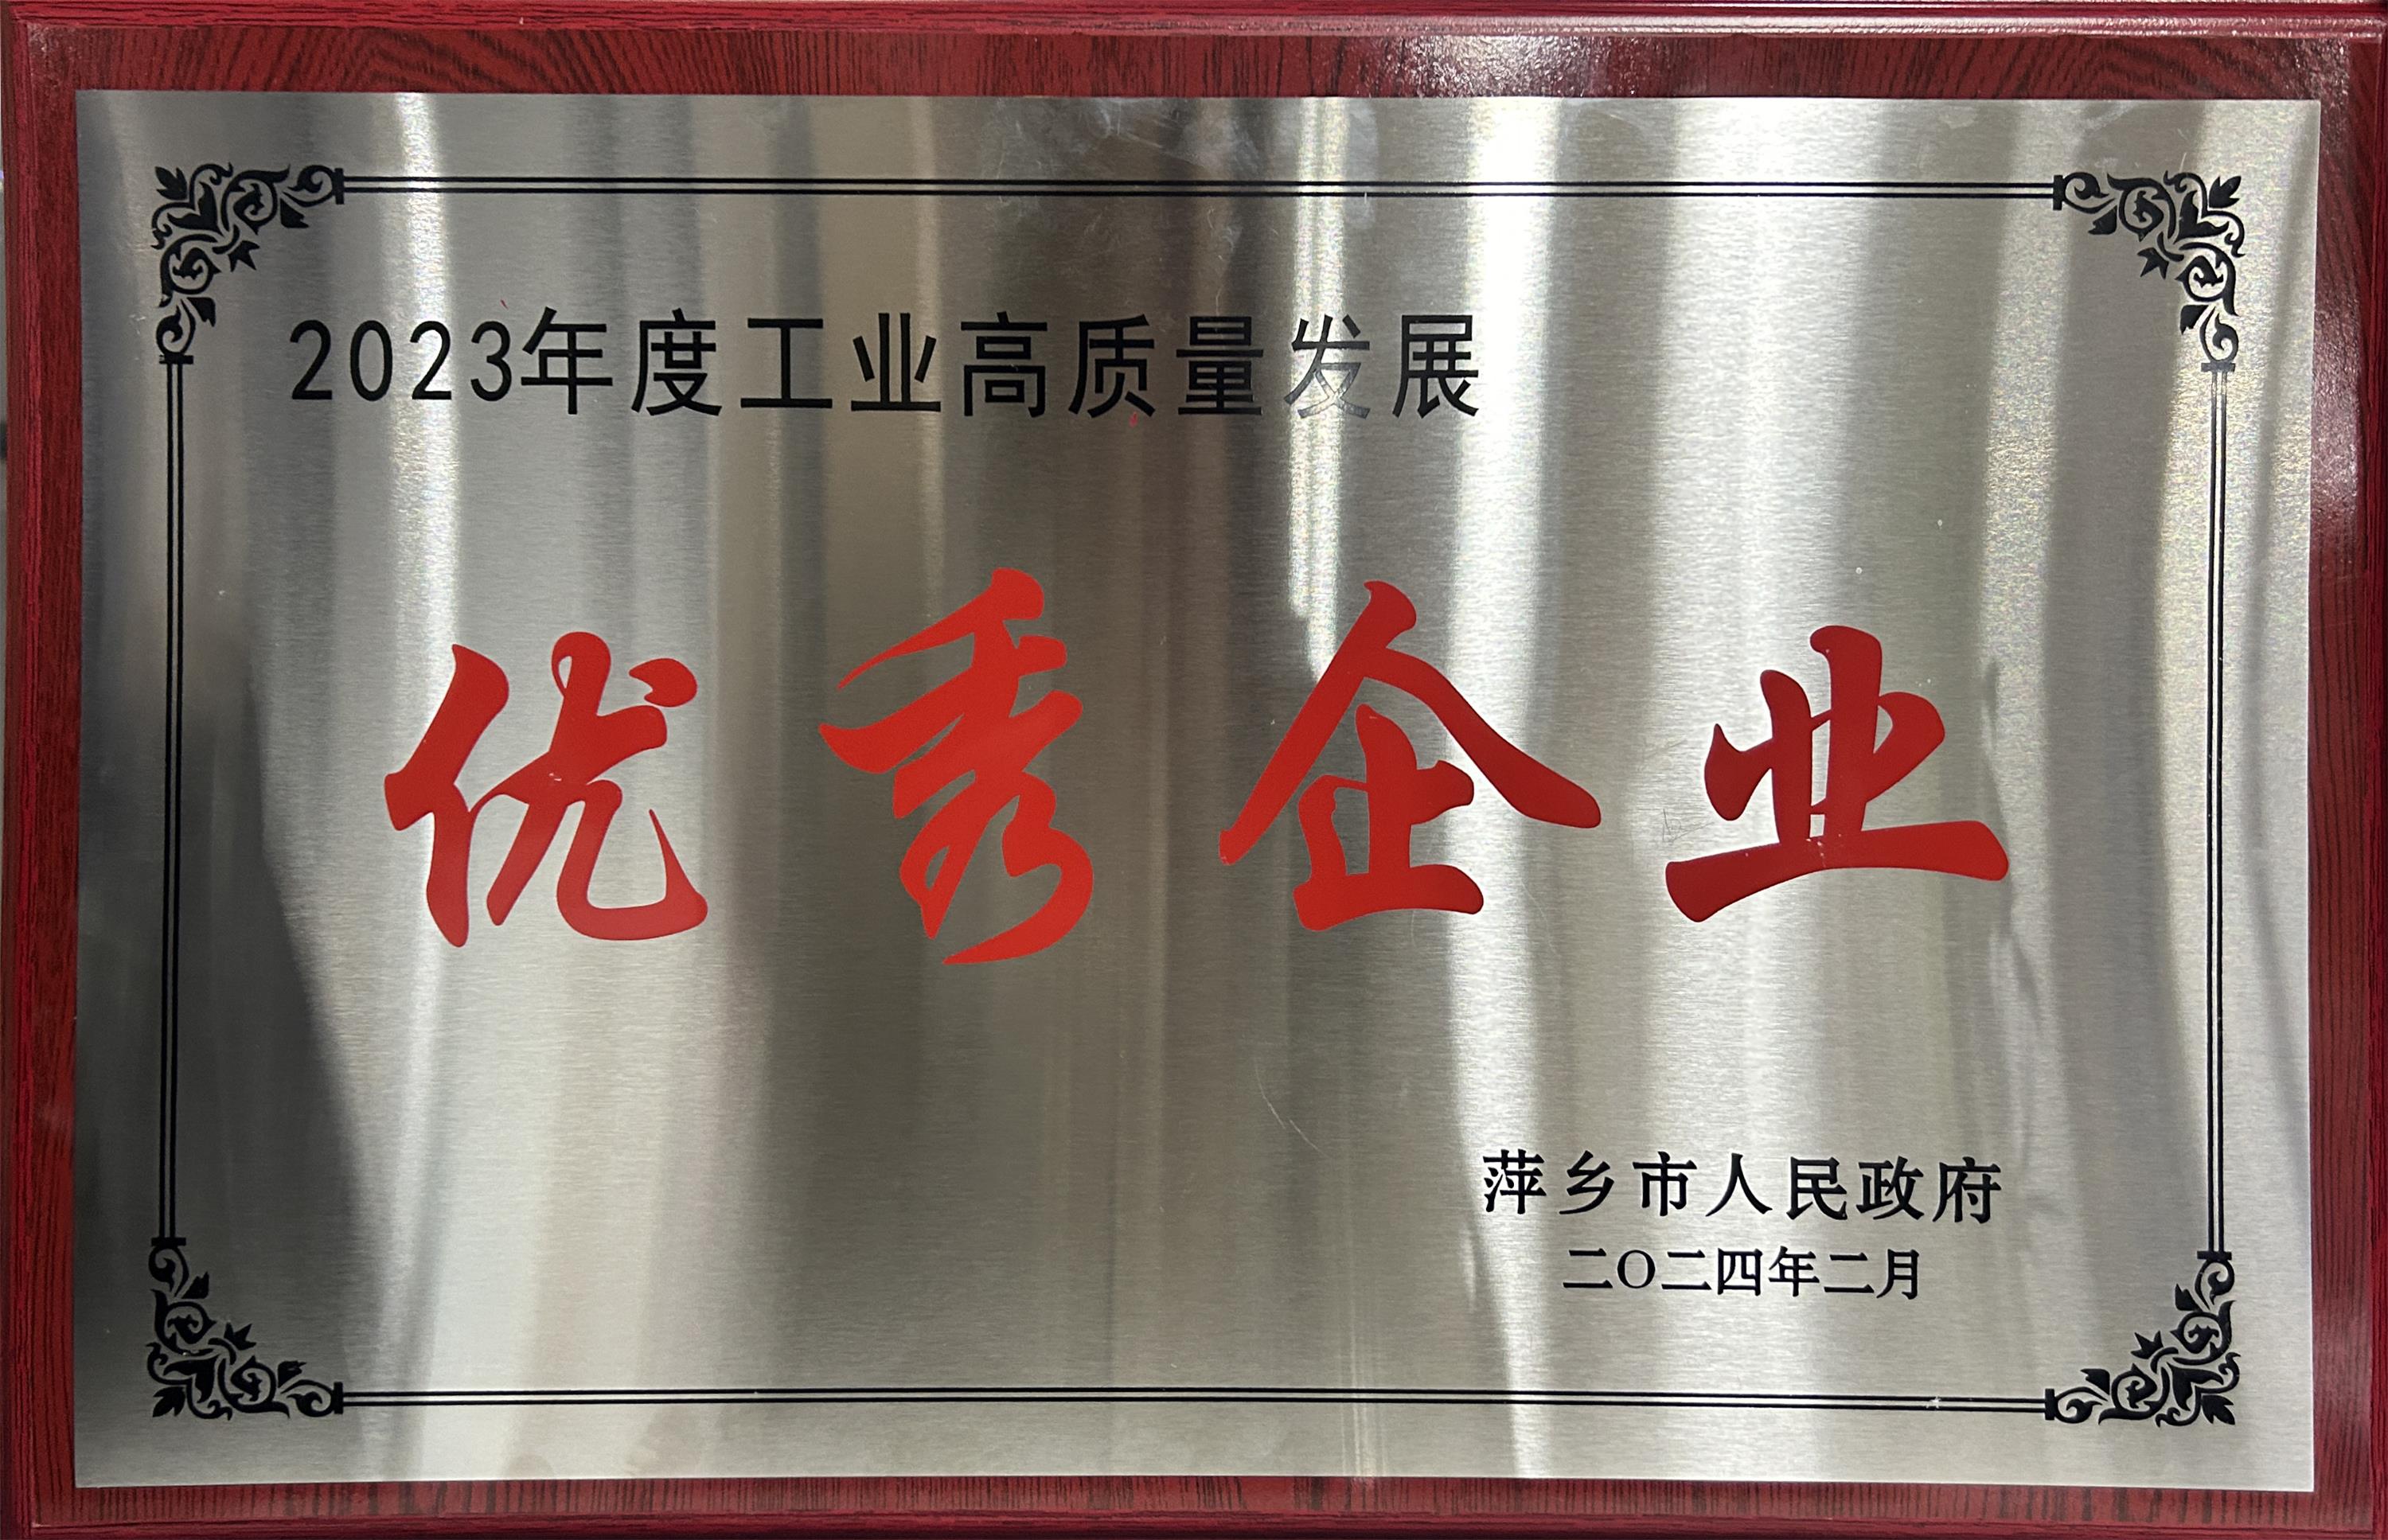 2023年度工业高质量发展
优秀企业
萍乡市人民政府
二〇二四年二月